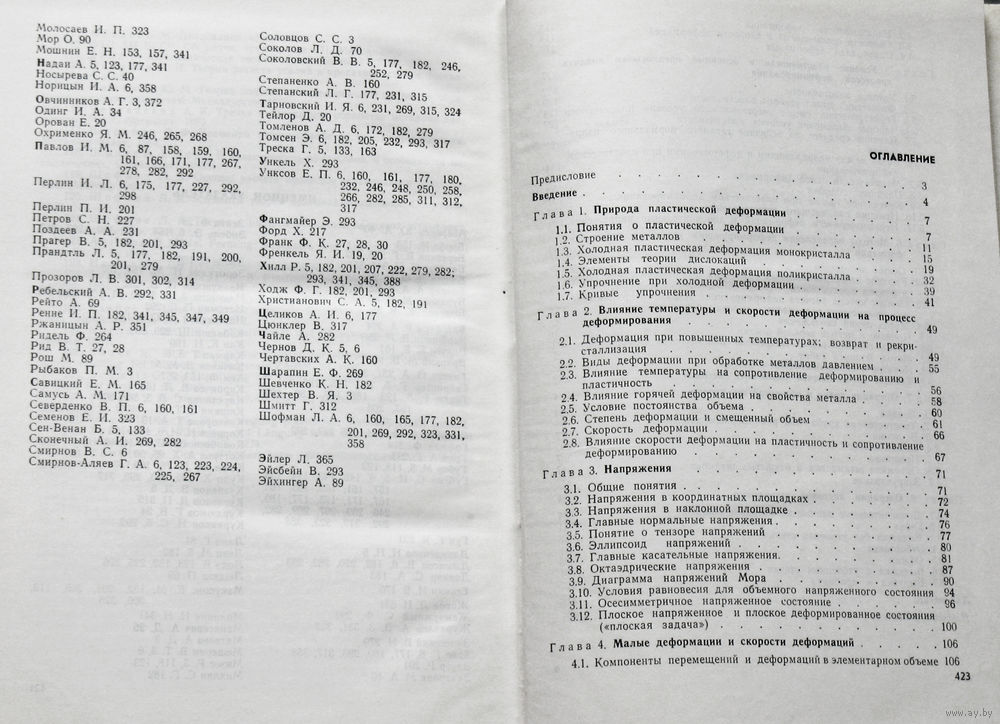 Молосаев И. П. 323
Мор О. 90
Мошнин Е. Н. 153, 157, 341
Надаи А. 5, 123, 177, 341
Носырева С. С. 40
Норицын И. А. 6, 358
Овчинников А. Г. 3, 372
Одинг И. А. 34
Орован Е. 20
Охрименко Я. М. 246, 265, 268
Павлов И. М. 6, 87, 158, 159, 160,
161, 166, 171, 177, 267,
278, 282, 292
Перлин И. Л. 6, 175, 177, 227, 292,
298
Перлин П. И. 201
Петров С. Н. 227
Поздеев А. А. 231
Прагер В. 5, 182, 201, 293
Прандтль Л. 5, 177, 182, 191, 200,
201, 279
Прозоров Л. В. 301, 302, 314
Ребельский А. В. 292, 331
Рейто А. 69
Ренне И. П. 182, 341, 345, 347, 349
Ржаницын А. Р. 351
Ридель Ф. 264
Рид В. Т. 27, 28
Рош М. 89
Рыбаков П. М. 3
Савицкий Е. М. 165
Самусь А. М. 171
Северденко В. П. 6, 160, 161
Семенов Е. И. 323
Сен-Венан Б. 5, 133
Сконечный А. И. 269, 282
Смирнов В. С. 6
Смирнов-Аляев Г. А. 6, 123, 223, 224,
225, 267
Соловцов С. С. 3
Соколов Л. Д. 70
Соколовский В. В. 5, 177, 182, 246,
252, 279
Степаненко А. В. 160
Степанский Л. Г. 177, 231, 315
Тарновский И. Я. 6, 231, 269, 315, 324
Тейлор Д. 20
Томленов А. Д. 6, 172, 182, 279
Томсен Э. 6, 182, 205, 232, 293, 317
Треска Г. 5, 133, 163
Ункель Х. 293
Унксов Е. П. 6, 160, 161, 177, 180,
232, 246, 248, 250, 258,
266, 282, 285, 311, 312,
317
Фангмайер Э. 293
Форд Х. 217
Франк Ф. К. 27, 28, 30
Френкель Я. И. 19, 20
Хилл Р. 5, 182, 201, 207, 222, 279, 282;
293, 341, 345, 388
Ходж Ф. Г. 182, 201, 293
Христианович С. А. 5, 182, 191
Целиков А. И. 6, 177
Цюнклер В. 317
Чайле А. 282
Чернов Д. К. 5, 6
Чертавских А. К. 160
Шарапин Е. Ф. 269
Шевченко К. Н. 182
Шехтер В. Я. 3
Шмитт Г. 312
Шофман Л. А. 6, 160, 165, 177, 182,
201, 269, 292, 323, 331,
358
Эйлер Л. 365
Эйсбейн В. 293
Эйхингер А. 89
ОГЛАВЛЕНИЕ
Предисловие 3
Введение 4
Глава 1. Природа пластической деформации 7
1.1. Понятия о пластической деформации 7
1.2. Строение металлов 11
1.3. Холодная пластическая деформация монокристалла 15
1.4. Элементы теории дислокаций 19
1.5. Холодная пластическая деформация поликристалла 32
1.6. Упрочнение при холодной деформации 39
1.7. Кривые упрочнения 41
Глава 2. Влияние температуры и скорости деформации на процесс
деформирования 49
2.1. Деформация при повышенных температурах; возврат и рекри-
сталлизация 49
2.2. Виды деформации при обработке металлов давлением 55
2.3. Влияние температуры на сопротивление деформированию и
пластичность 56
2.4. Влияние горячей деформации на свойства металла 58
2.5. Условие постоянства объема 60
2.6. Степень деформации и смещенный объем 61
2.7. Скорость деформации 66
2.8. Влияние скорости деформации на пластичность и сопротивление
деформированию 67
Глава 3. Напряжения 71
3.1. Общие понятия 71
3.2. Напряжения в координатных площадках 72
3.3. Напряжения в наклонной площадке 74
3.4. Главные нормальные напряжения 76
3.5. Понятие о тензоре напряжений 77
3.6. Эллипсоид напряжений 80
3.7. Главные касательные напряжения. 81
3.8. Октаэдрические напряжения 87
3.9. Диаграмма напряжений Мора 90
3.10. Условия равновесия для объемного напряженного состояния 94
3.11. Осесимметричное напряженное состояние 96
3.12. Плоское напряженное и плоское деформированное состояния
(«плоская задача») 100
Глава 4. Малые деформации и скорости деформаций 106
4.1. Компоненты перемещений и деформаций в элементарном объеме 106
423
www.ay.by